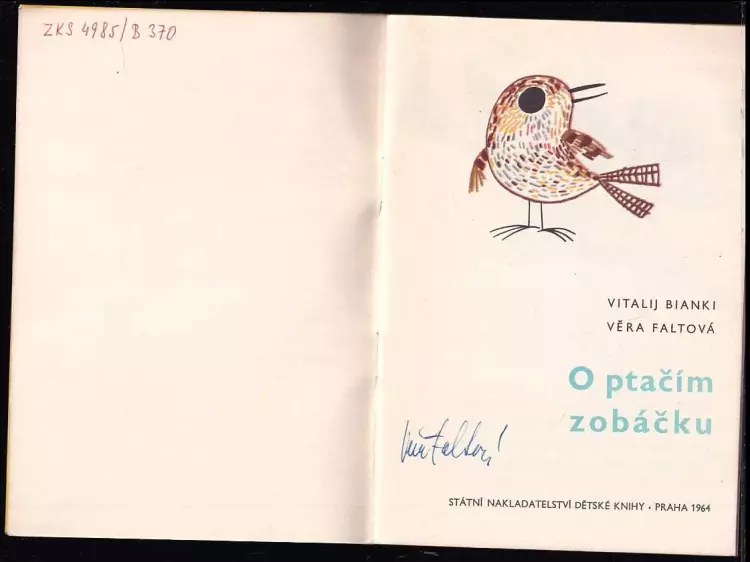 ZKS 4985/B 370
VITALIJ BIANKI
VĚRA FALTOVÁ
O ptačím
zobáčku
Věra Faltová
STÁTNÍ NAKLADATELSTVÍ DĚTSKÉ KNIHY • PRAHA 1964